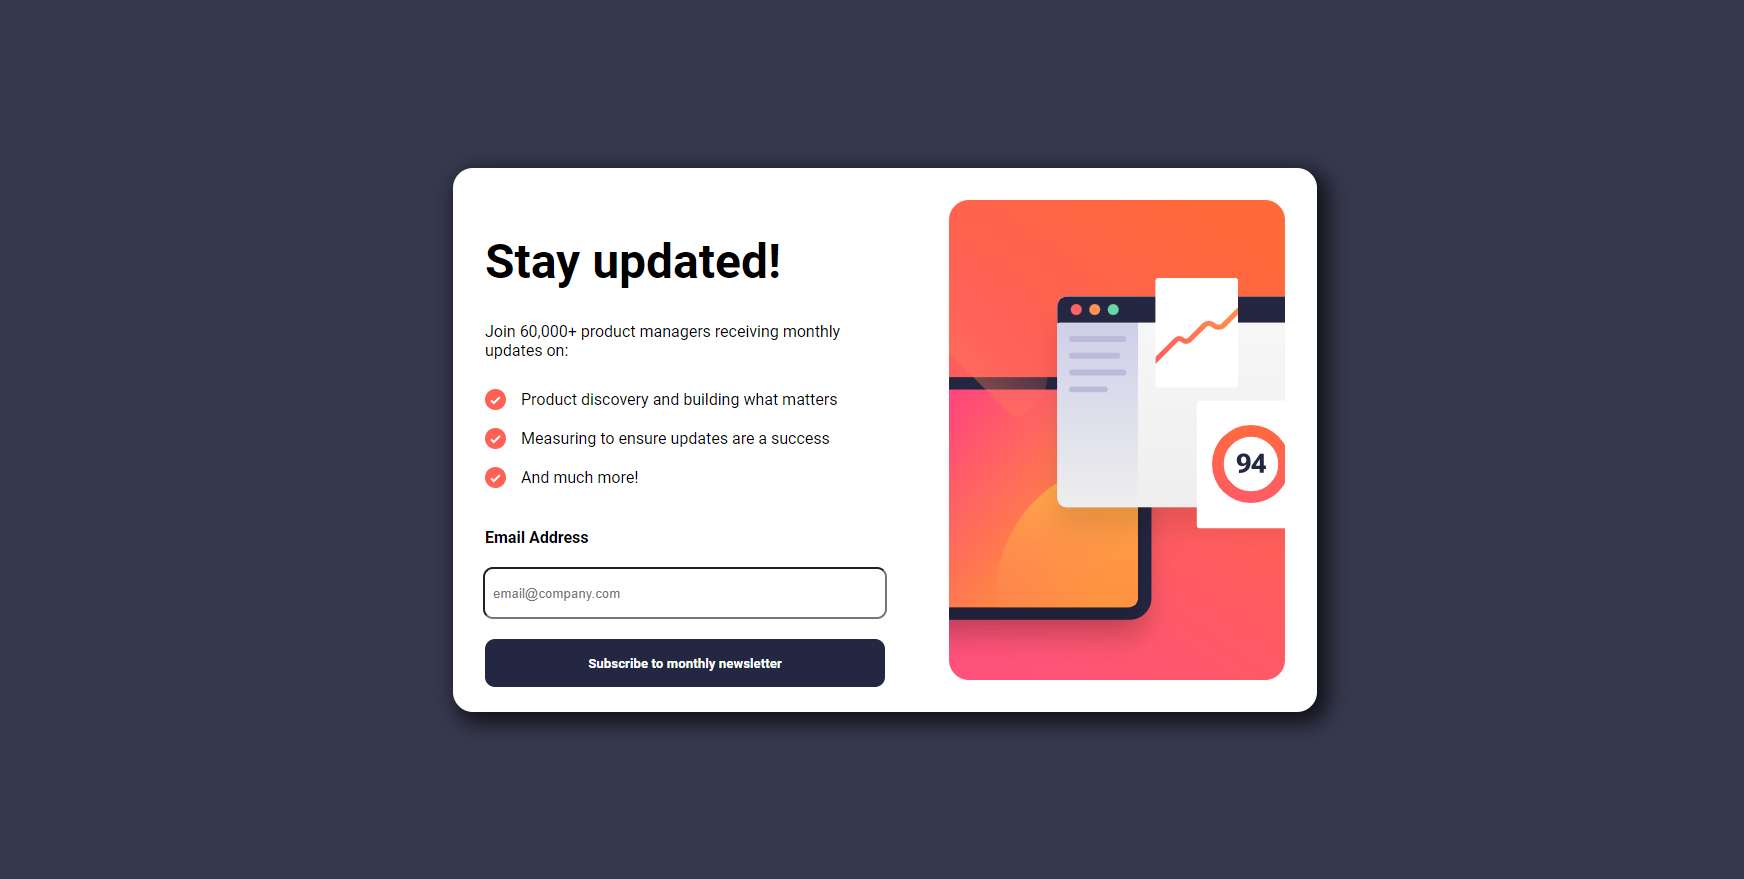 Stay updated!
Join 60,000+ product managers receiving monthly
updates on:
Product discovery and building what matters
Measuring to ensure updates are a success
And much more!
Email Address
email@company.com
Subscribe to monthly newsletter
94